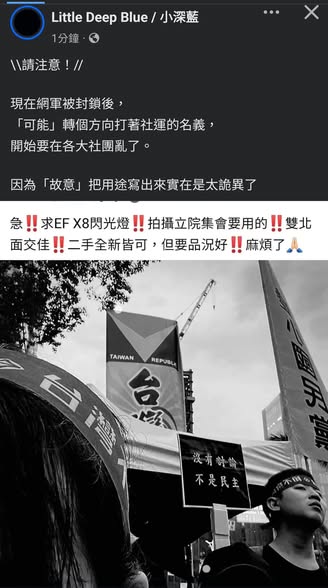 Little Deep Blue / 小深藍
1分鐘 ·
\\請注意!//
現在網軍被封鎖後,
「可能」轉個方向打著社運的名義,
開始要在各大社團亂了。
因為「故意」把用途寫出來實在是太詭異了
急‼️求EF X8閃光燈‼️拍攝立院集會要用的‼️雙北
面交佳‼️二手全新皆可,但要品況好‼️麻煩了🙏🏻
TAIWAN REPUBLIC
台灣
台灣
沒有討論
不是民主